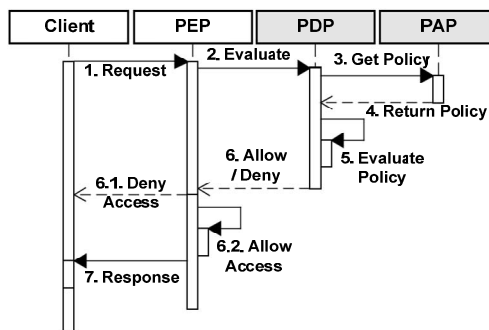 Client
PEP
PDP
PAP
1. Request
2. Evaluate
3. Get Policy
4. Return Policy
5. Evaluate
Policy
6. Allow
/ Deny
6.1. Deny
Access
6.2. Allow
Access
7. Response